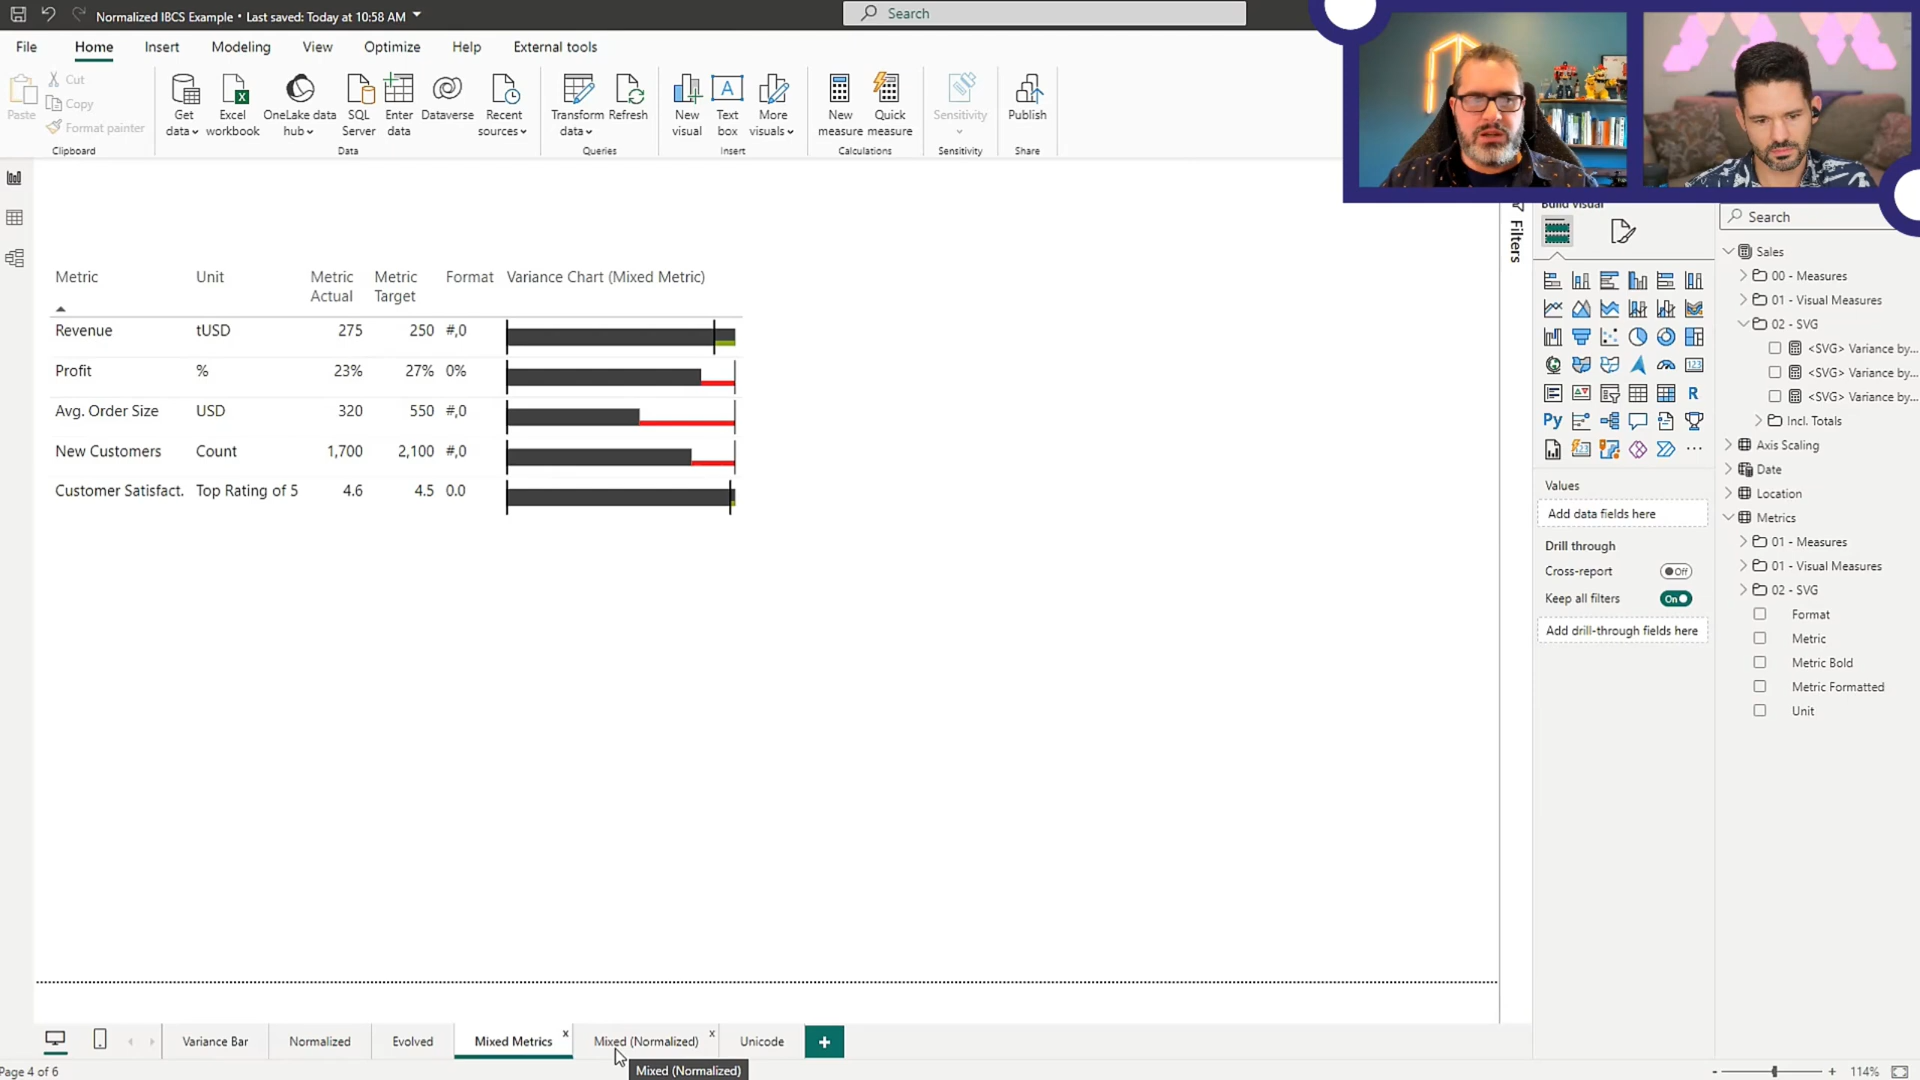 Normalized IBCS Example • Last saved: Today at 10:58 AM
Search
File
Home
Insert
Modeling
View
Optimize
Help
External tools
Paste
Cut
Copy
Format painter
Clipboard
Get data
Excel workbook
OneLake data hub
SQL Server
Enter data
Dataverse
Recent sources
Data
Transform data
Refresh
Queries
New visual
Text box
More visuals
Insert
New measure
Quick measure
Calculations
Sensitivity
Sensitivity
Publish
Share
Metric Unit Metric Actual Metric Target Format Variance Chart (Mixed Metric)
Revenue tUSD 275 250 #,0
Profit % 23% 27% 0%
Avg. Order Size USD 320 550 #,0
New Customers Count 1,700 2,100 #,0
Customer Satisfact. Top Rating of 5 4.6 4.5 0.0
Filters
Build visual
123
R
Py
Values
Add data fields here
Drill through
Cross-report Off
Keep all filters On
Add drill-through fields here
Search
Sales
00 - Measures
01 - Visual Measures
02 - SVG
<SVG> Variance by...
<SVG> Variance by...
<SVG> Variance by...
Incl. Totals
Axis Scaling
Date
Location
Metrics
01 - Measures
01 - Visual Measures
02 - SVG
Format
Metric
Metric Bold
Metric Formatted
Unit
Variance Bar
Normalized
Evolved
Mixed Metrics
Mixed (Normalized)
Unicode
Mixed (Normalized)
Page 4 of 6
114%